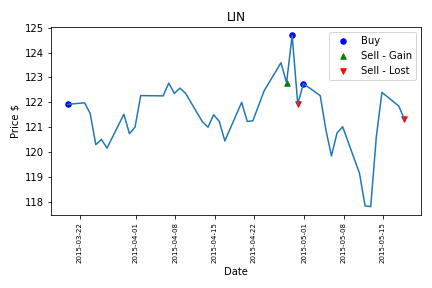 LIN
125
124
123
122
121
120
119
118
Price $
Buy
Sell - Gain
Sell - Lost
2015-03-22
2015-04-01
2015-04-08
2015-04-15
2015-04-22
2015-05-01
2015-05-08
2015-05-15
Date